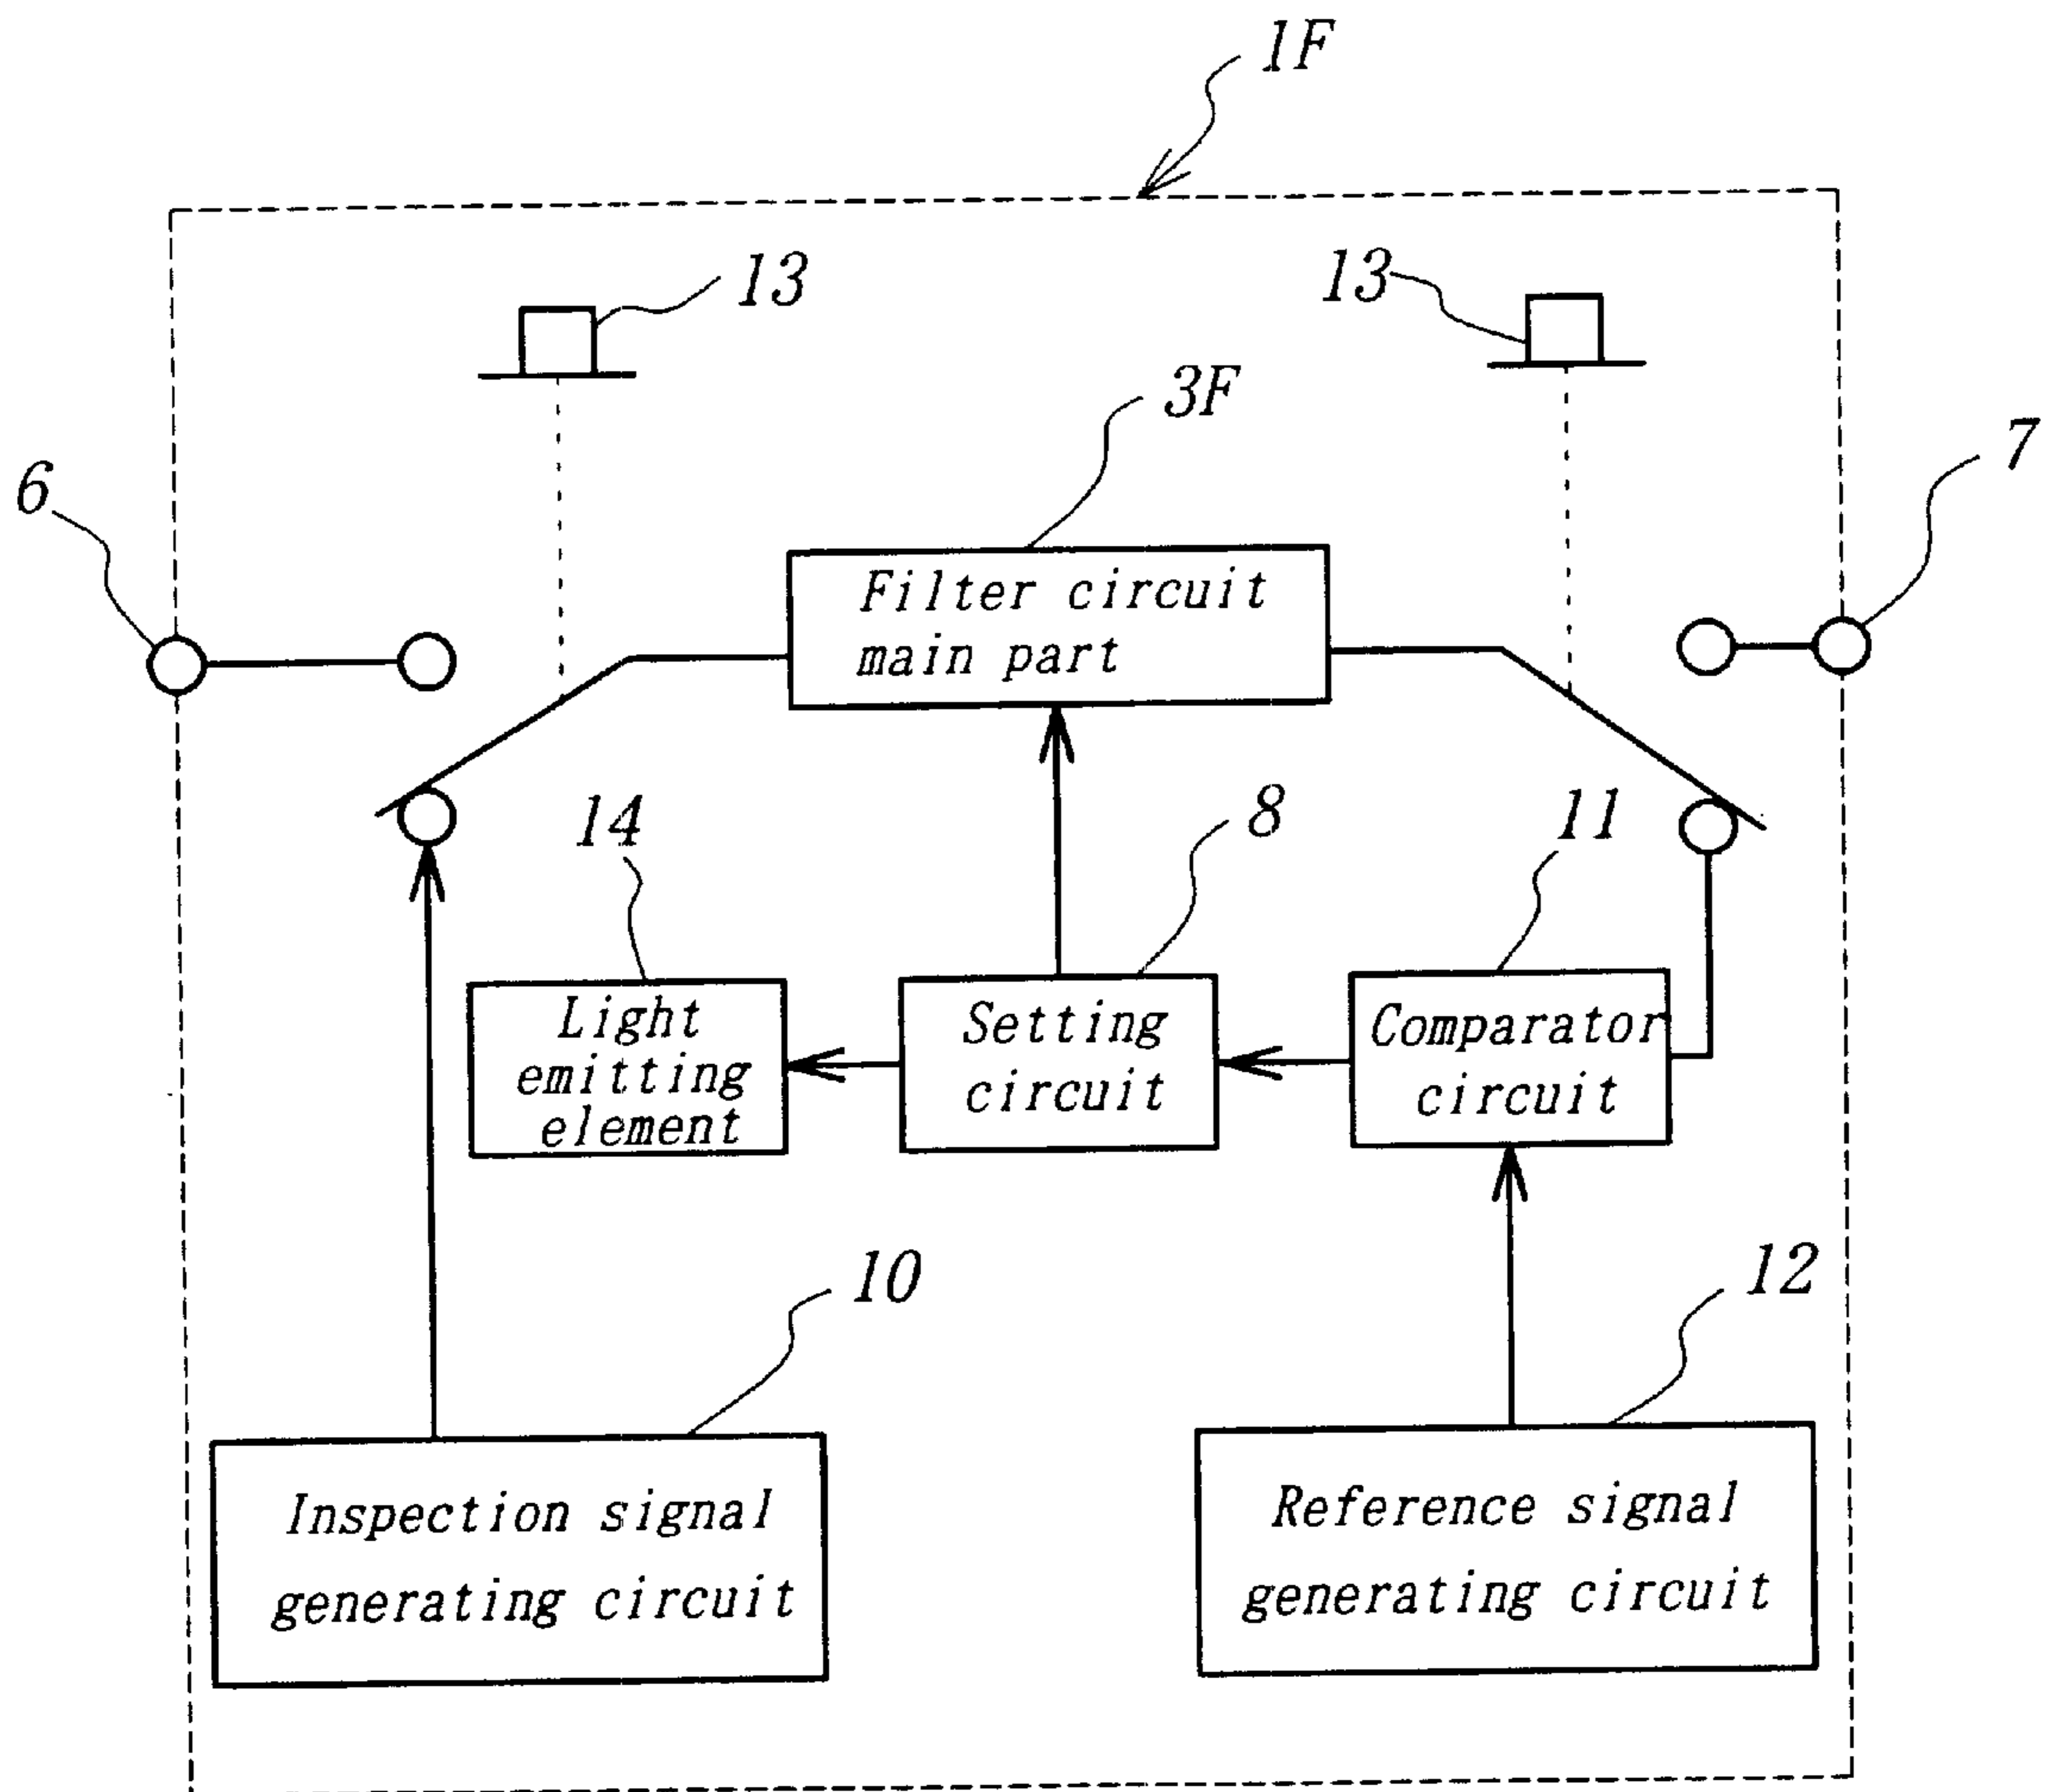 1F
13
13
3F
7
6
Filter circuit
main part
14
8
11
Light
emitting
element
Setting
circuit
Comparator
circuit
10
12
Inspection signal
generating circuit
Reference signal
generating circuit